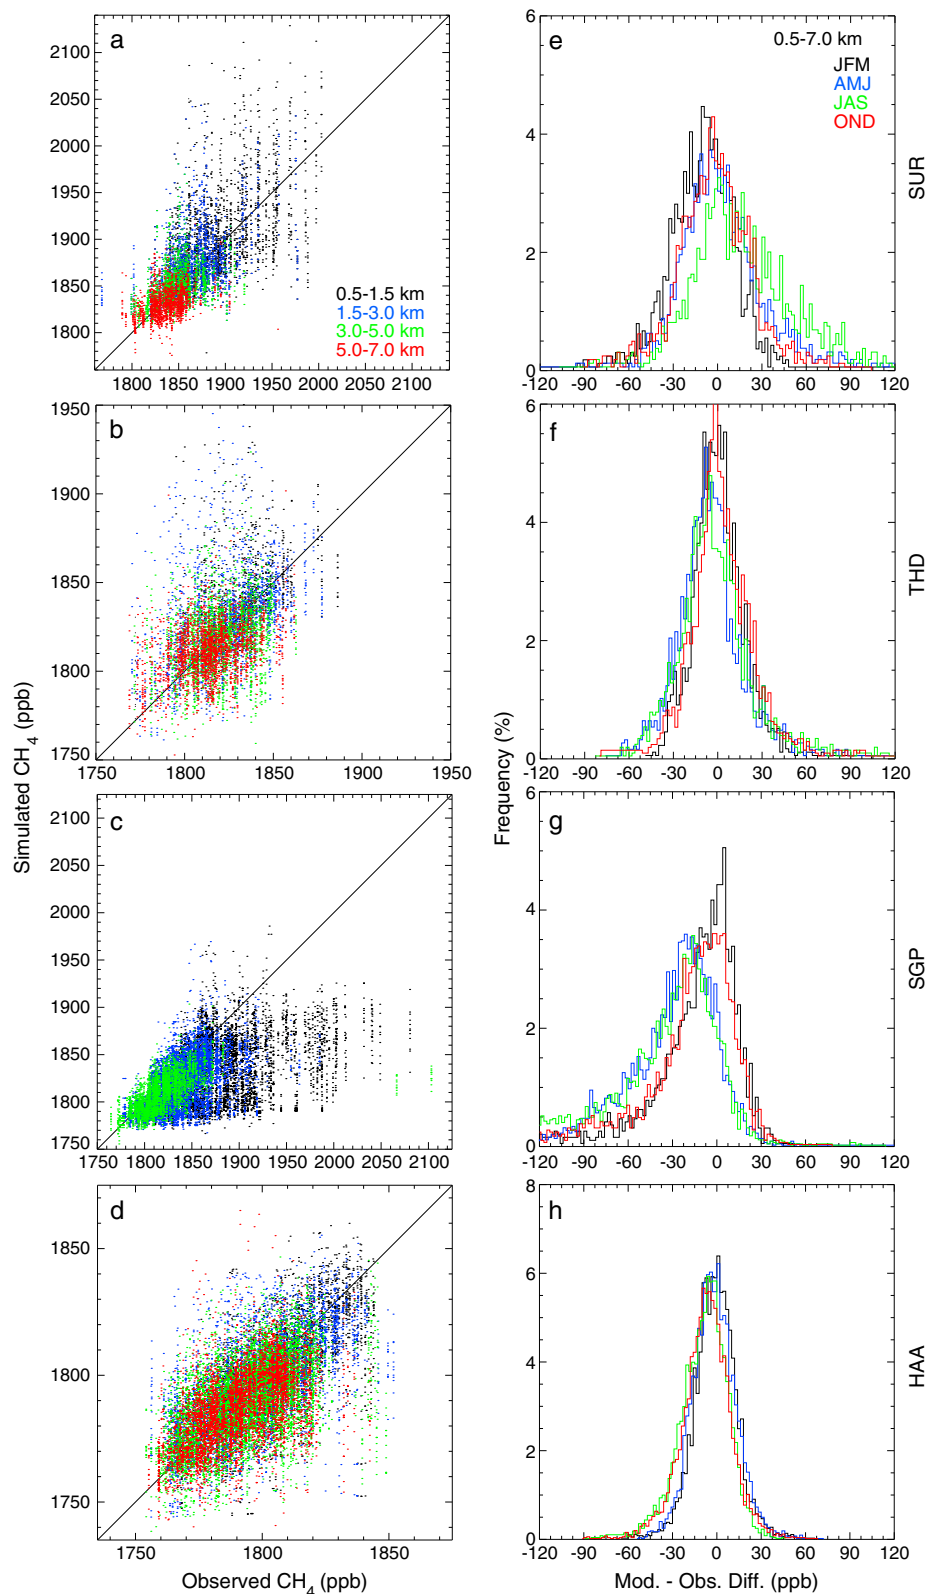 a
2100
2050
2000
1950
1900
1850
1800
0.5-1.5 km
1.5-3.0 km
3.0-5.0 km
5.0-7.0 km
1800 1850 1900 1950 2000 2050 2100
b
1950
1900
1850
1800
1750
1750 1800 1850 1900 1950
c
2100
2050
2000
1950
1900
1850
1800
1750
1750 1800 1850 1900 1950 2000 2050 2100
d
1850
1800
1750
1750 1800 1850
Simulated CH4 (ppb)
Observed CH4 (ppb)
e
0.5-7.0 km
JFM
AMJ
JAS
OND
6
4
2
0
-120 -90 -60 -30 0 30 60 90 120
SUR
f
6
4
2
0
-120 -90 -60 -30 0 30 60 90 120
THD
g
6
4
2
0
-120 -90 -60 -30 0 30 60 90 120
SGP
h
8
6
4
2
0
-120 -90 -60 -30 0 30 60 90 120
HAA
Frequency (%)
Mod. - Obs. Diff. (ppb)